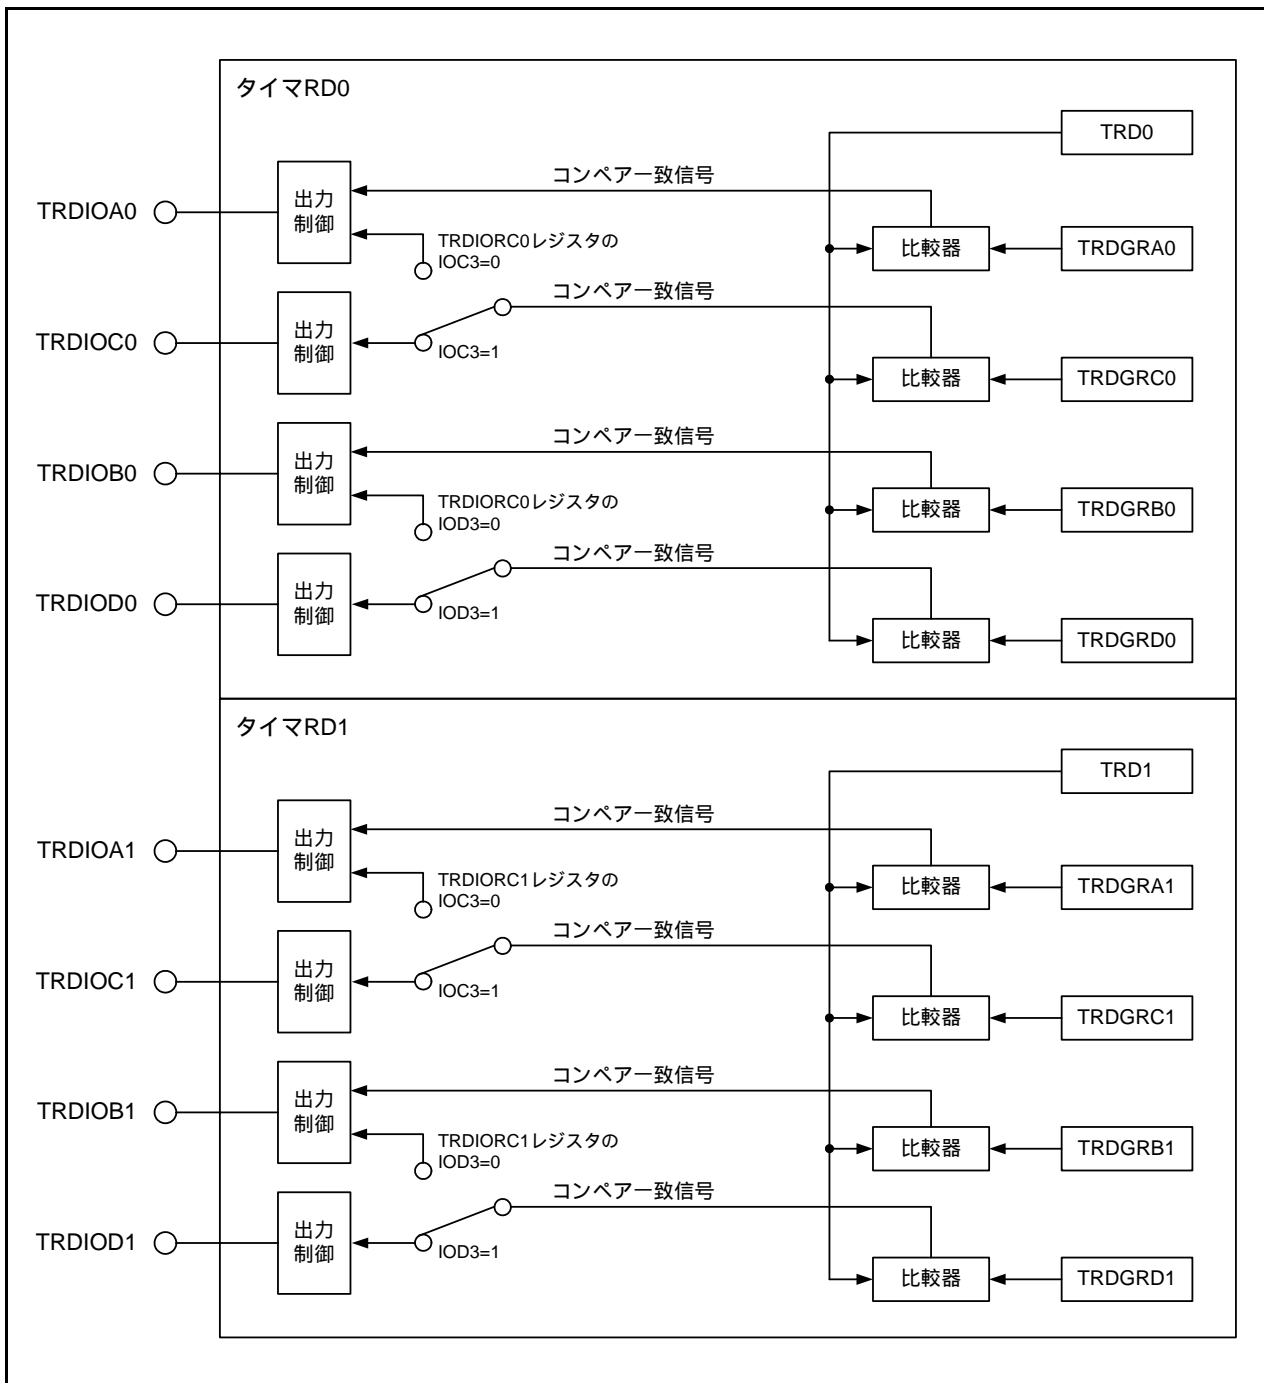 タイマRD0
TRD0
コンペア一致信号
出力
制御
TRDIOA0
TRDIORC0レジスタの
IOC3=0
比較器
TRDGRA0
コンペア一致信号
出力
制御
TRDIOC0
IOC3=1
比較器
TRDGRC0
コンペア一致信号
出力
制御
TRDIOB0
TRDIORC0レジスタの
IOD3=0
比較器
TRDGRB0
コンペア一致信号
出力
制御
TRDIOD0
IOD3=1
比較器
TRDGRD0
タイマRD1
TRD1
コンペア一致信号
出力
制御
TRDIOA1
TRDIORC1レジスタの
IOC3=0
比較器
TRDGRA1
コンペア一致信号
出力
制御
TRDIOC1
IOC3=1
比較器
TRDGRC1
コンペア一致信号
出力
制御
TRDIOB1
TRDIORC1レジスタの
IOD3=0
比較器
TRDGRB1
コンペア一致信号
出力
制御
TRDIOD1
IOD3=1
比較器
TRDGRD1